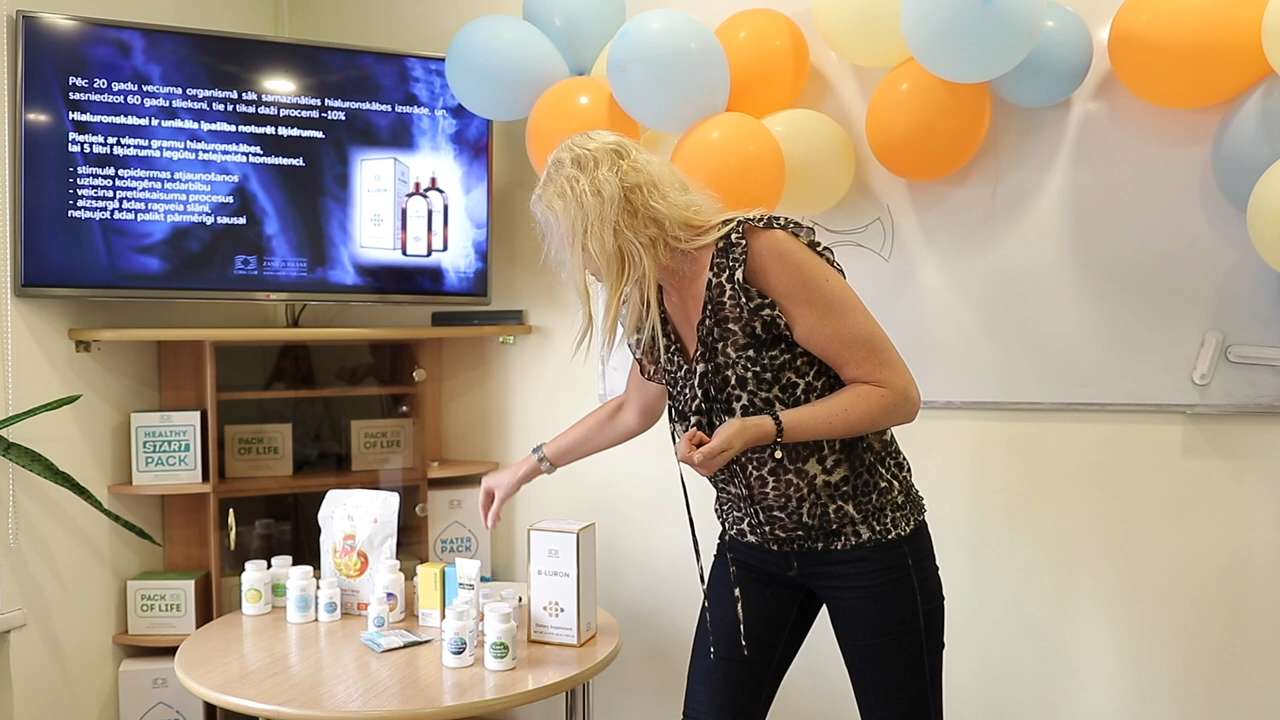 Pēc 20 gadu vecuma organismā sāk samazināties hialuronskābes izstrāde, un,
sasniedzot 60 gadu slieksni, tie ir tikai daži procenti ~10%
Hialuronskābei ir unikāla īpašība noturēt šķidrumu.
Pietiek ar vienu gramu hialuronskābes,
lai 5 litri šķidruma iegūtu želejveida konsistenci.
- stimulē epidermas atjaunošanos
- uzlabo kolagēna iedarbību
- veicina pretiekaisuma procesus
- aizsargā ādas ragveia slāni,
neļaujot ādai palikt pārmērīgi sausai
B-LURON
LG
HEALTHY
START
PACK
PACK
OF LIFE
PACK
OF LIFE
WATER
PACK
PACK
OF LIFE
B-LURON
Dietary Supplement